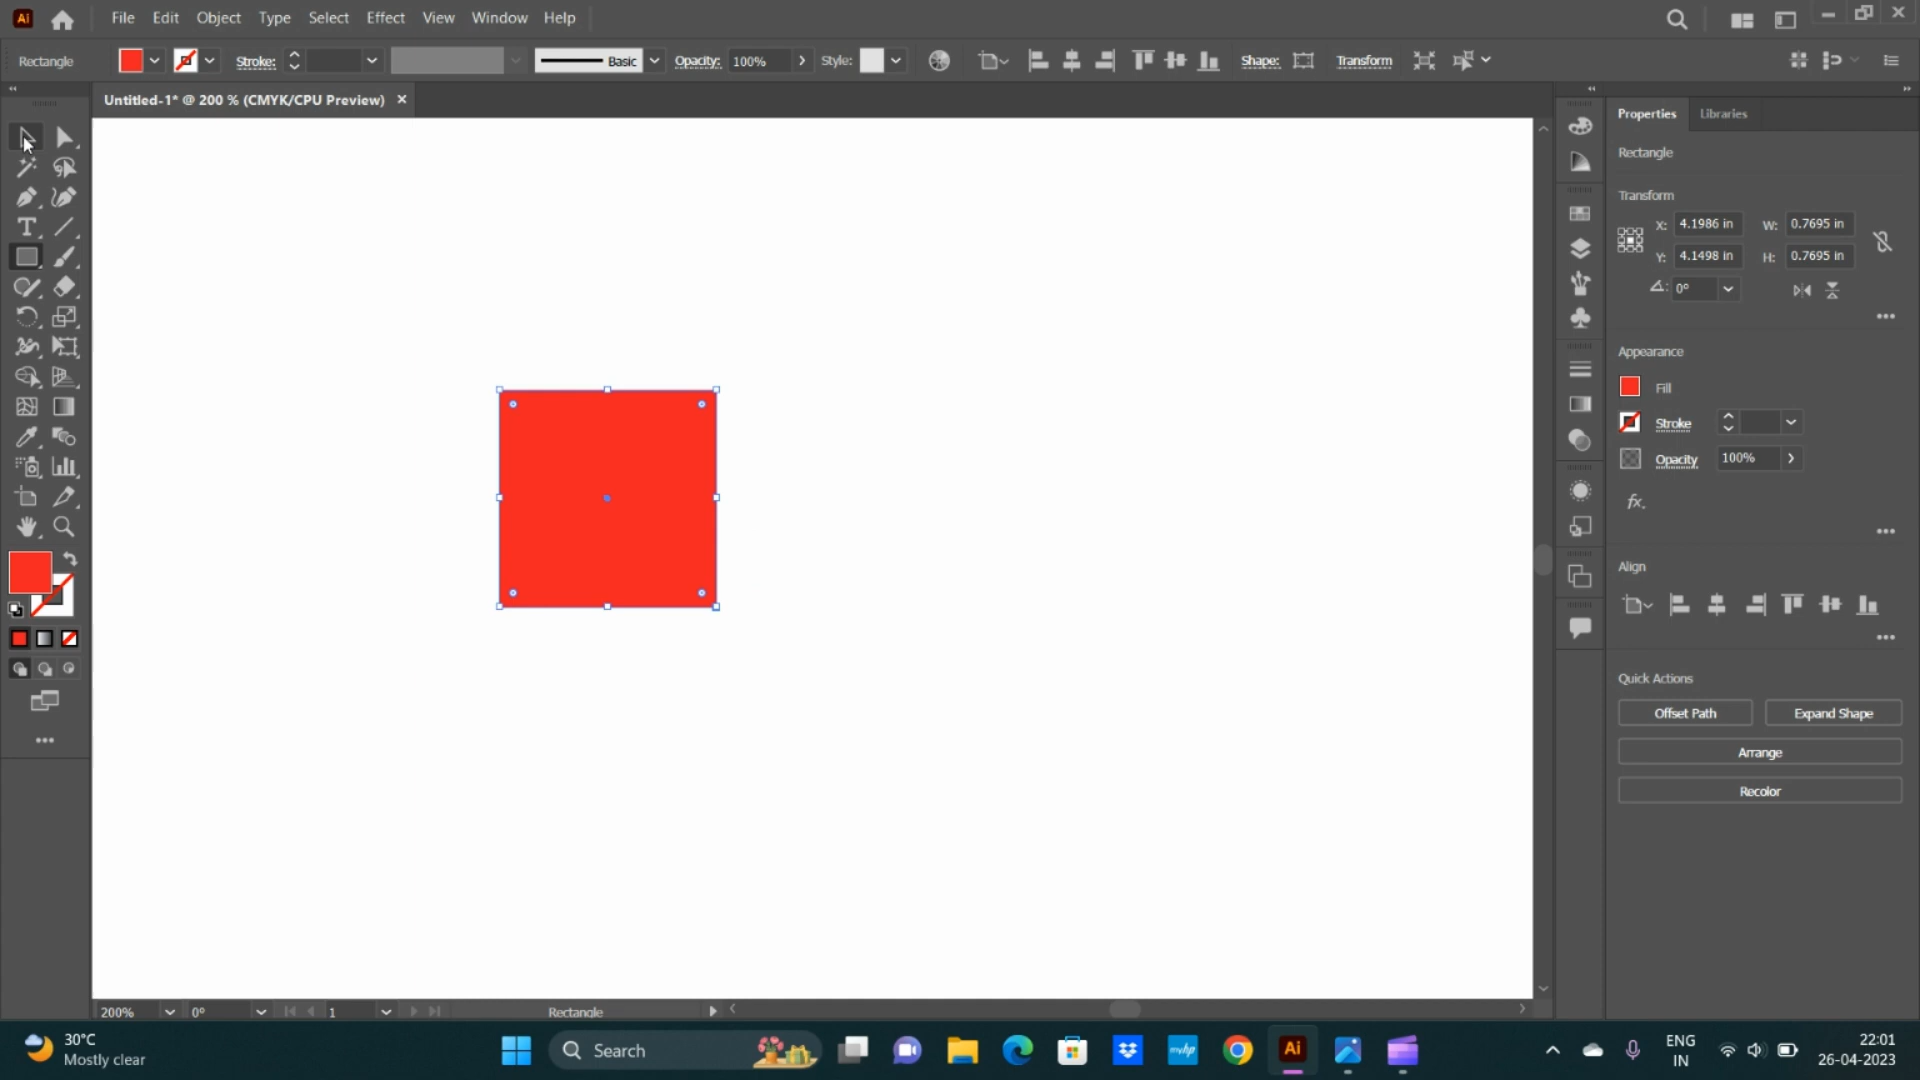 Ai File Edit Object Type Select Effect View Window Help
Rectangle Stroke: Basic Opacity: 100% Style: Shape: Transform
Untitled-1* @ 200 % (CMYK/CPU Preview) ×
Properties Libraries
Rectangle
Transform
X: 4.1986 in W: 0.7695 in
Y: 4.1498 in H: 0.7695 in
0°
Appearance
Fill
Stroke
Opacity 100%
fx.
Align
Quick Actions
Offset Path Expand Shape
Arrange
Recolor
200% 0° 1 Rectangle
30°C
Mostly clear
Search
myhp
Ai
ENG
IN
22:01
26-04-2023